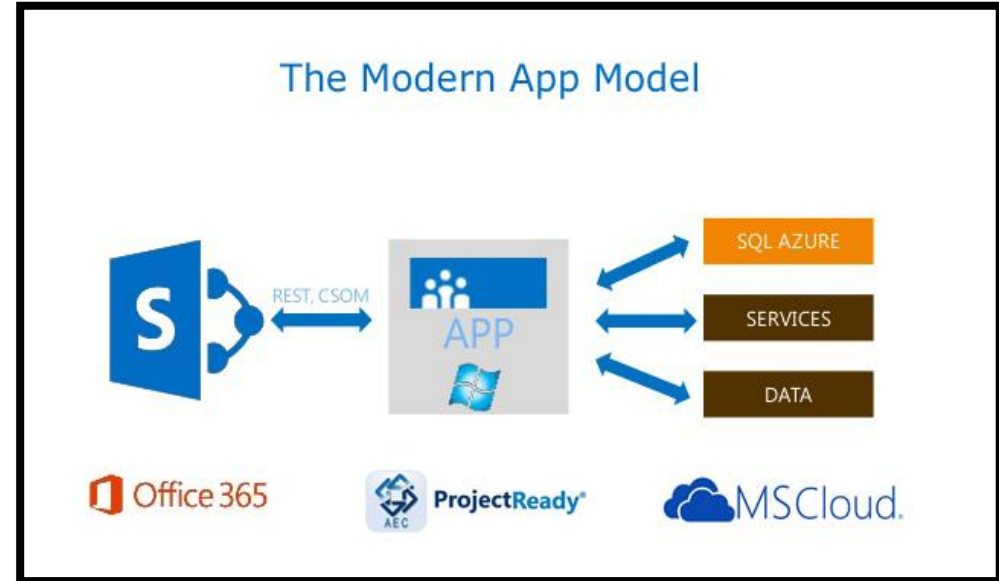 The Modern App Model
S
REST, CSOM
APP
SQL AZURE
SERVICES
DATA
Office 365
AEC
ProjectReady®
MSCloud.